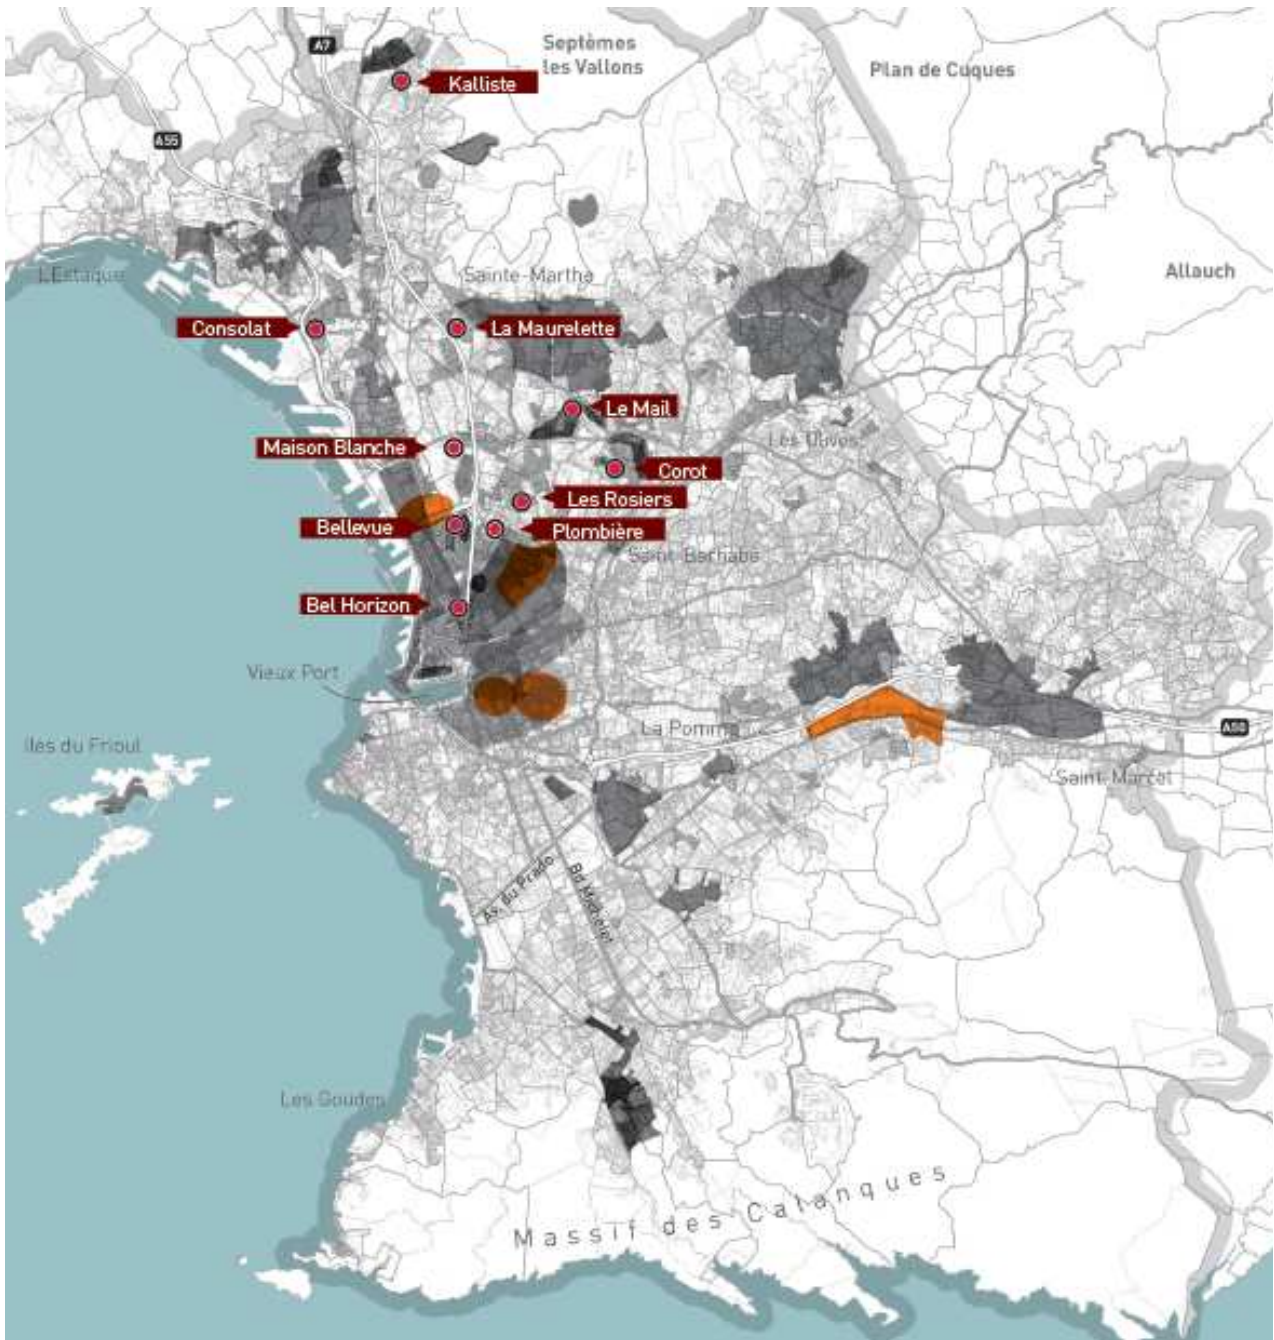 A7
Septèmes
les Vallons
Plan de Cuques
Kalliste
A55
L'Estaque
Sainte-Martha
Allauch
Consolat
La Maurelette
Le Mail
Maison Blanche
Les Olives
Corot
Les Rosiers
Bellevue
Plombière
Saint-Barnabé
Bel Horizon
Vieux Port
La Pomme
A50
Iles du Frioul
Saint-Marcel
Av. du Prado
Bd Michelet
Les Goudes
Massif des Calanques